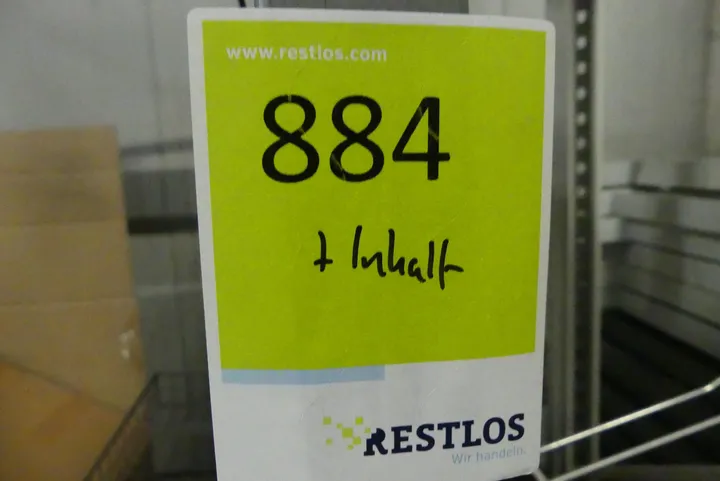 www.restlos.com
884
+ Inhalt
RESTLOS
Wir handeln.